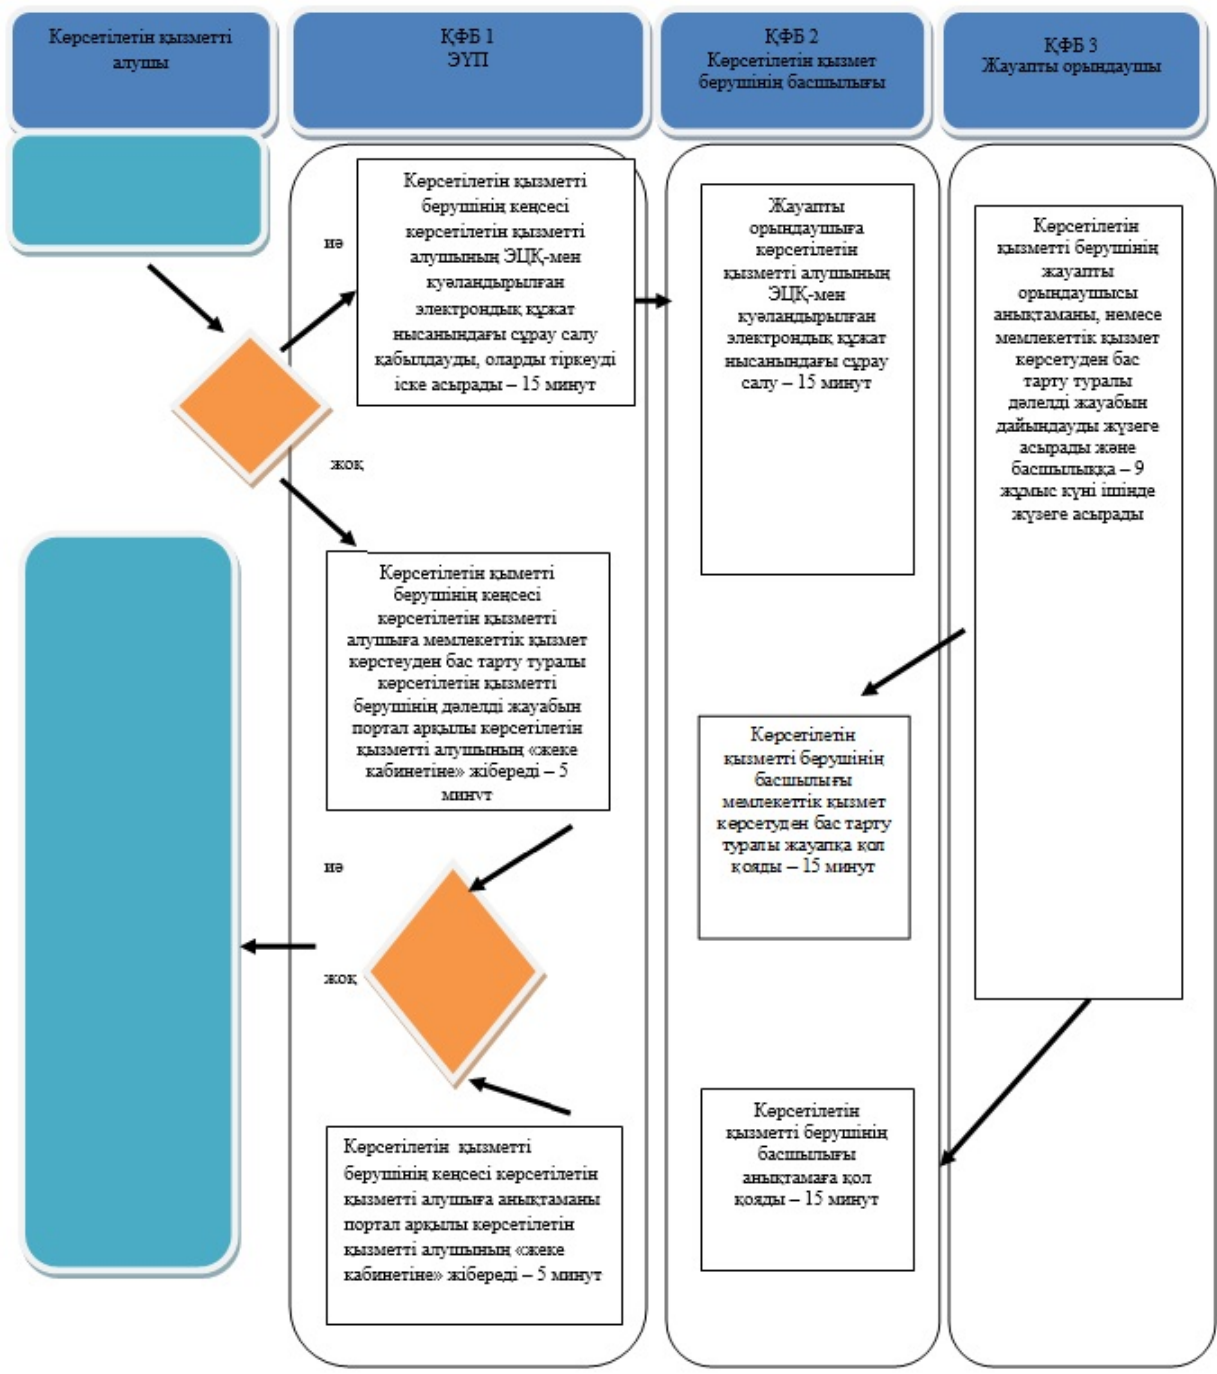 Көрсетілетін қызметті
алушы
ҚФБ 1
ЭҮП
ҚФБ 2
Көрсетілетін қызмет
берушінің басшылығы
ҚФБ 3
Жауапты орындаушы
Көрсетілетін қызметті
берушінің кеңсесі
көрсетілетін қызметті
алушының ЭЦҚ-мен
куәландырылған
электрондық құжат
нысанындағы сұрау салу
қабылдауды, оларды тіркеуді
іске асырады – 15 минут
иә
жоқ
Көрсетілетін қыметті
берушінің кеңсесі
көрсетілетін қызметті
алушыға мемлекеттік қызмет
көрстеуден бас тарту туралы
көрсетілетін қызметті
берушінің дәлелді жауабын
портал арқылы көрсетілетін
қызметті алушының «жеке
кабинетіне» жібереді – 5
минут
иә
жоқ
Көрсетілетін қызметті
берушінің кеңсесі көрсетілетін
қызметті алушыға анықтаманы
портал арқылы көрсетілетін
қызметті алушының «жеке
кабинетіне» жібереді – 5 минут
Жауапты
орындаушыға
көрсетілетін
қызметті алушының
ЭЦҚ-мен
куәландырылған
электрондық құжат
нысанындағы сұрау
салу – 15 минут
Көрсетілетін
қызметті берушінің
басшылығы
мемлекеттік қызмет
көрсетуден бас тарту
туралы жауапқа қол
қояды – 15 минут
Көрсетілетін
қызметті берушінің
басшылығы
анықтамаға қол
қояды – 15 минут
Көрсетілетін
қызметті берушінің
жауапты
орындаушысы
анықтаманы, немесе
мемлекеттік қызмет
көрсетуден бас
тарту туралы
дәлелді жауабын
дайындауды жүзеге
асырады және
басшылыққа – 9
жұмыс күні ішінде
жүзеге асырады